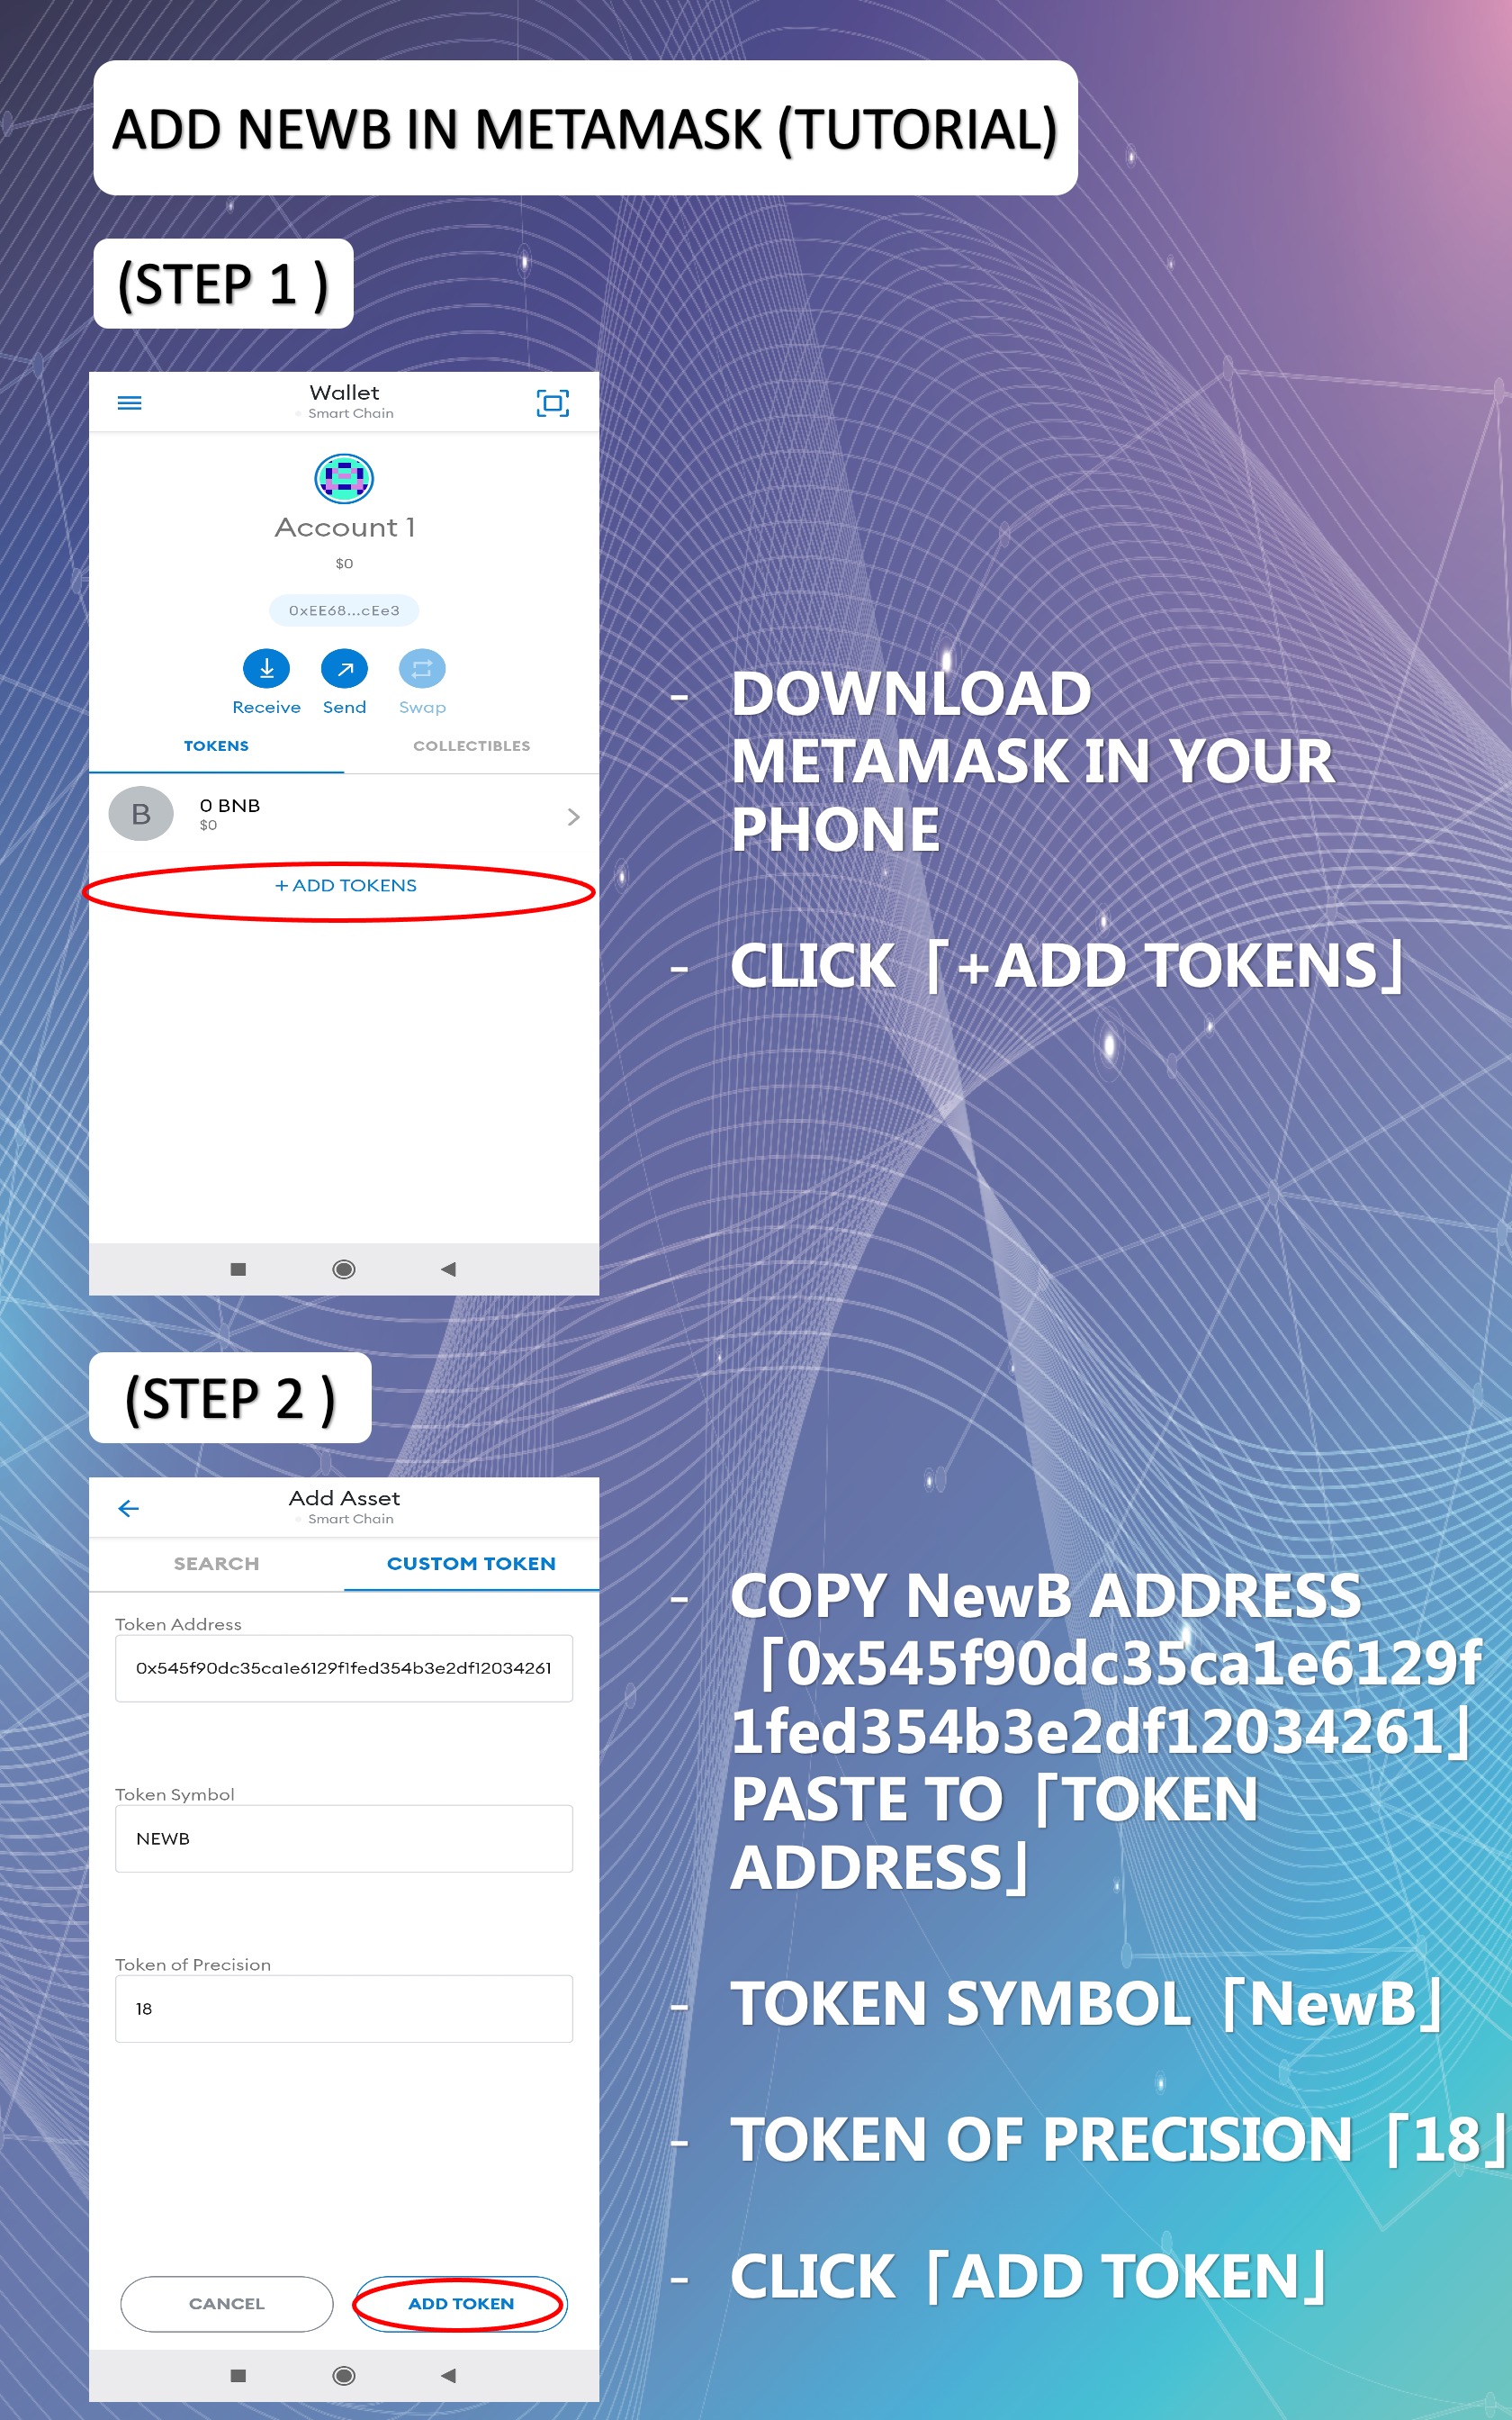 ADD NEWB IN METAMASK (TUTORIAL)
(STEP 1 )
Wallet
Smart Chain
Account 1
$0
0xEE68...cEe3
Receive Send Swap
TOKENS COLLECTIBLES
B
0 BNB
$0
+ ADD TOKENS
- DOWNLOAD
METAMASK IN YOUR
PHONE
- CLICK「+ADD TOKENS」
(STEP 2 )
Add Asset
Smart Chain
SEARCH CUSTOM TOKEN
Token Address
0x545f90dc35ca1e6129f1fed354b3e2df12034261
Token Symbol
NEWB
Token of Precision
18
CANCEL ADD TOKEN
- COPY NewB ADDRESS
「0x545f90dc35ca1e6129f
1fed354b3e2df12034261」
PASTE TO「TOKEN
ADDRESS」
- TOKEN SYMBOL「NewB」
- TOKEN OF PRECISION「18」
- CLICK「ADD TOKEN」